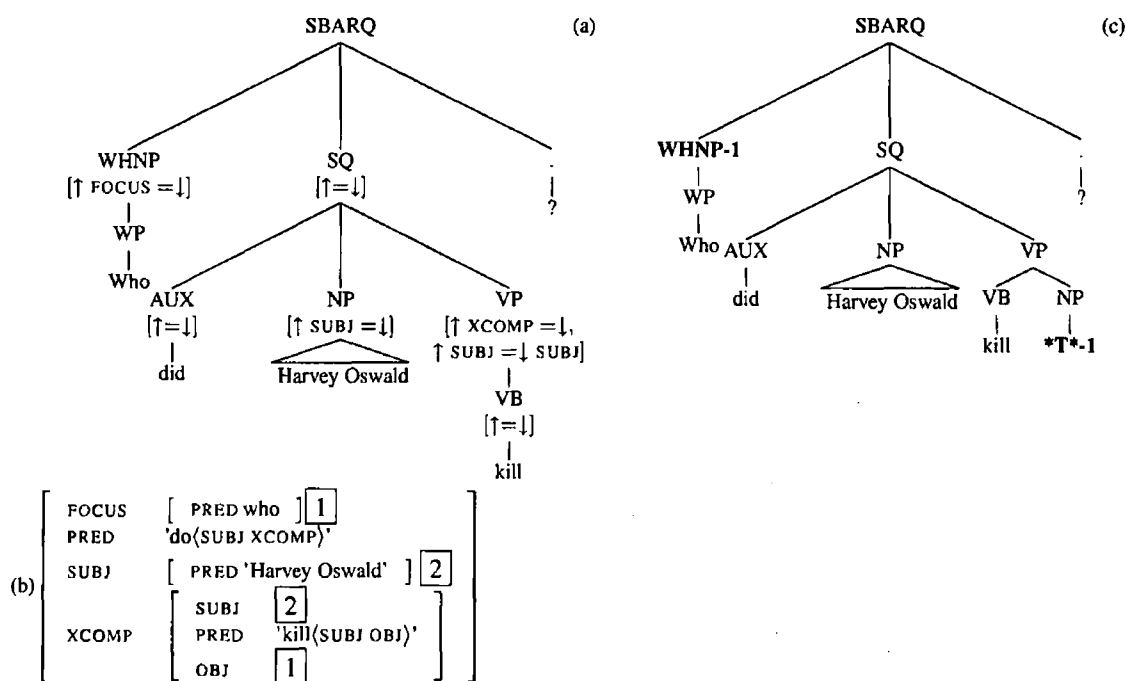 SBARQ (a)
WHNP SQ .
[↑ FOCUS =↓] [↑=↓]
WP ?
Who
AUX NP VP
[↑=↓] [↑ SUBJ =↓] [↑ XCOMP =↓,
↑ SUBJ =↓ SUBJ]
did Harvey Oswald
VB
[↑=↓]
kill
SBARQ (c)
WHNP-1 SQ .
WP ?
Who AUX NP VP
did Harvey Oswald VB NP
kill *T*-1
FOCUS [ PRED who ] 1
PRED 'do⟨SUBJ XCOMP⟩'
SUBJ [ PRED 'Harvey Oswald' ] 2
(b)
SUBJ 2
XCOMP PRED 'kill⟨SUBJ OBJ⟩'
OBJ 1